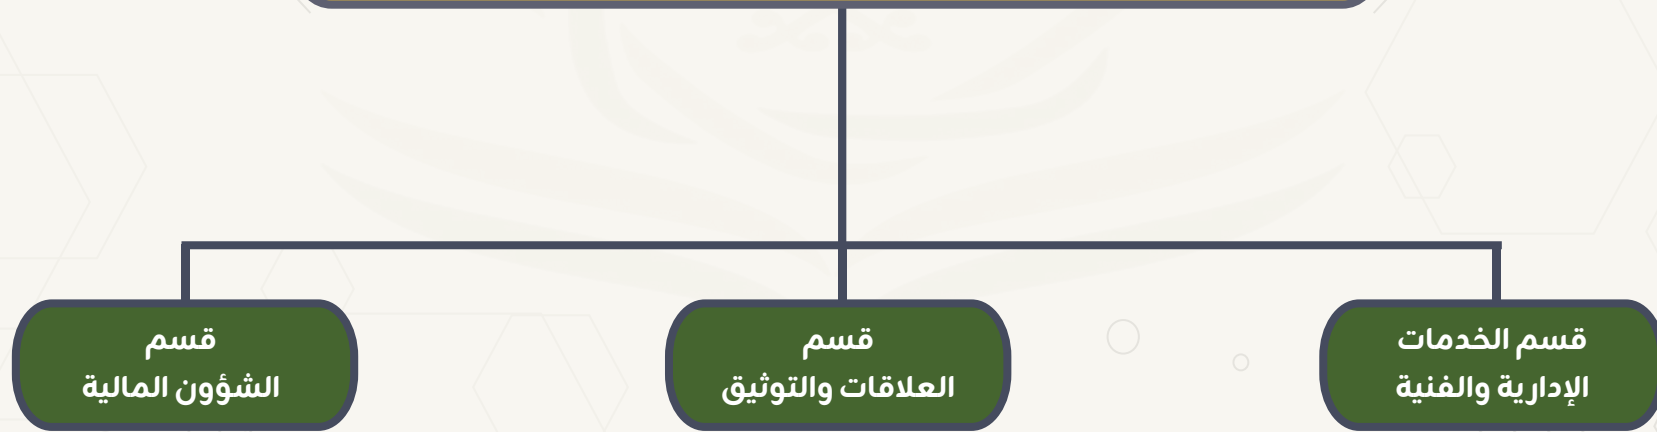 قسم الخدمات
الإدارية والفنية
قسم
العلاقات والتوثيق
قسم
الشؤون المالية